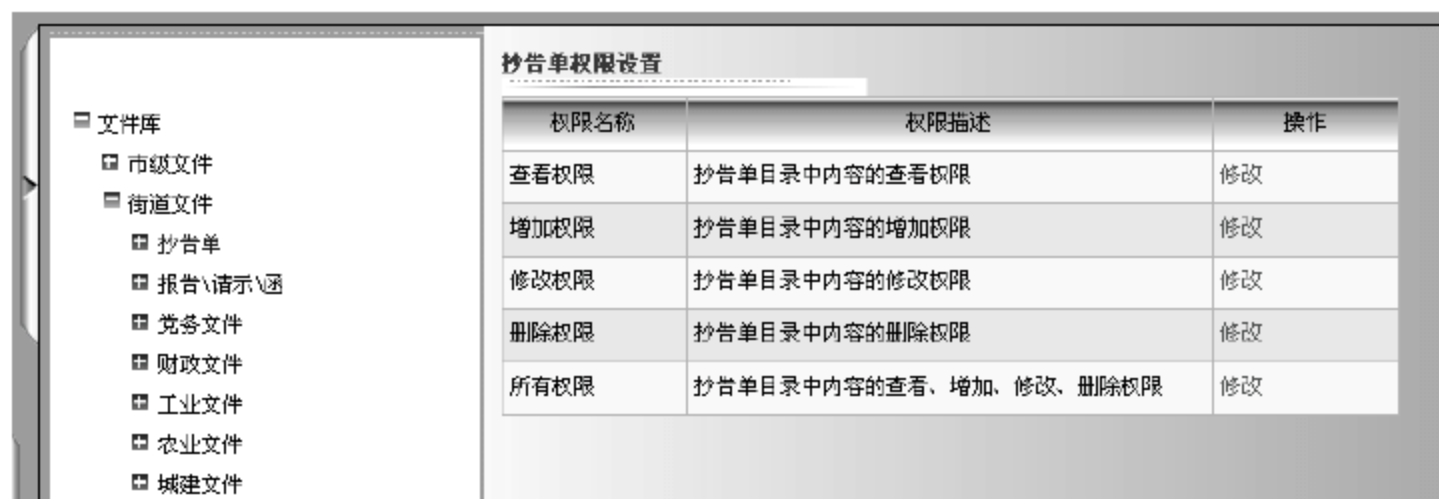 文件库
市级文件
街道文件
抄告单
报告\请示\函
党务文件
财政文件
工业文件
农业文件
城建文件
抄告单权限设置
权限名称 权限描述 操作
查看权限 抄告单目录中内容的查看权限 修改
增加权限 抄告单目录中内容的增加权限 修改
修改权限 抄告单目录中内容的修改权限 修改
删除权限 抄告单目录中内容的删除权限 修改
所有权限 抄告单目录中内容的查看、增加、修改、删除权限 修改